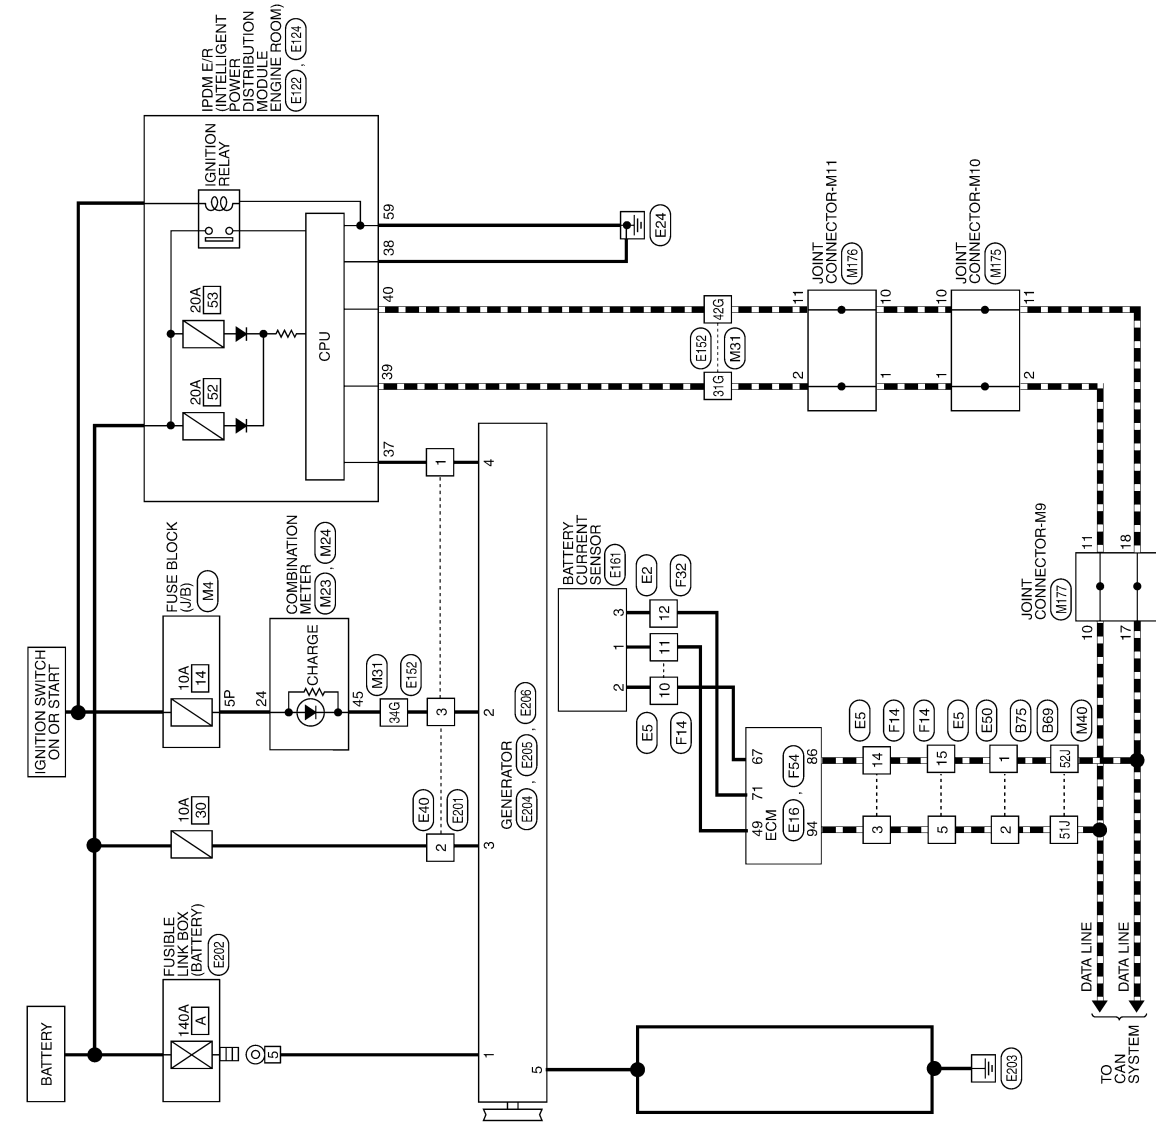 BATTERY
FUSIBLE
LINK BOX
(BATTERY)
E202
140A
A
5
1
10A
30
E40
E201
2
3
IGNITION SWITCH
ON OR START
FUSE BLOCK
(J/B)
M4
10A
14
5P
24
COMBINATION
METER
M23 , M24
CHARGE
45
34G
M31
E152
3
2
GENERATOR
E204 , E205 , E206
5
E203
IPDM E/R
(INTELLIGENT
POWER
DISTRIBUTION
MODULE
ENGINE ROOM)
E122 , E124
IGNITION
RELAY
20A
53
20A
52
CPU
37
39
40
38
59
1
4
E24
BATTERY
CURRENT
SENSOR
E161
2
1
3
10
11
12
E2
F32
E5
F14
49
71
67
ECM
E16 , F54
94
86
3
14
E5
F14
5
15
F14
E5
2
1
E50
B75
51J
52J
B69
M40
31G
42G
E152
M31
JOINT
CONNECTOR-M11
M176
2
11
1
10
JOINT
CONNECTOR-M10
M175
1
10
2
11
JOINT
CONNECTOR-M9
M177
11
18
10
17
DATA LINE
DATA LINE
TO
CAN
SYSTEM